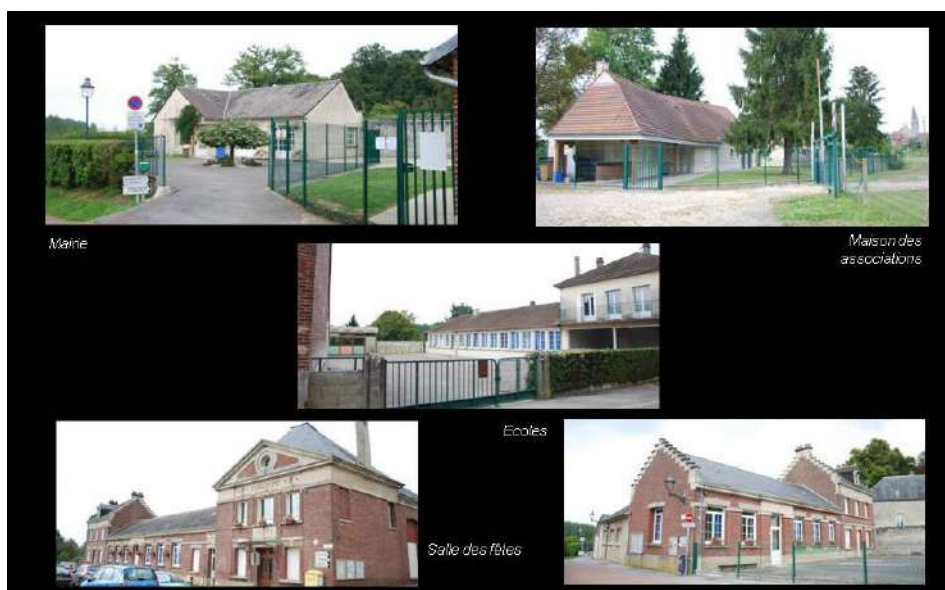 Mairie
Maison des
associations
Ecoles
Salle des fêtes